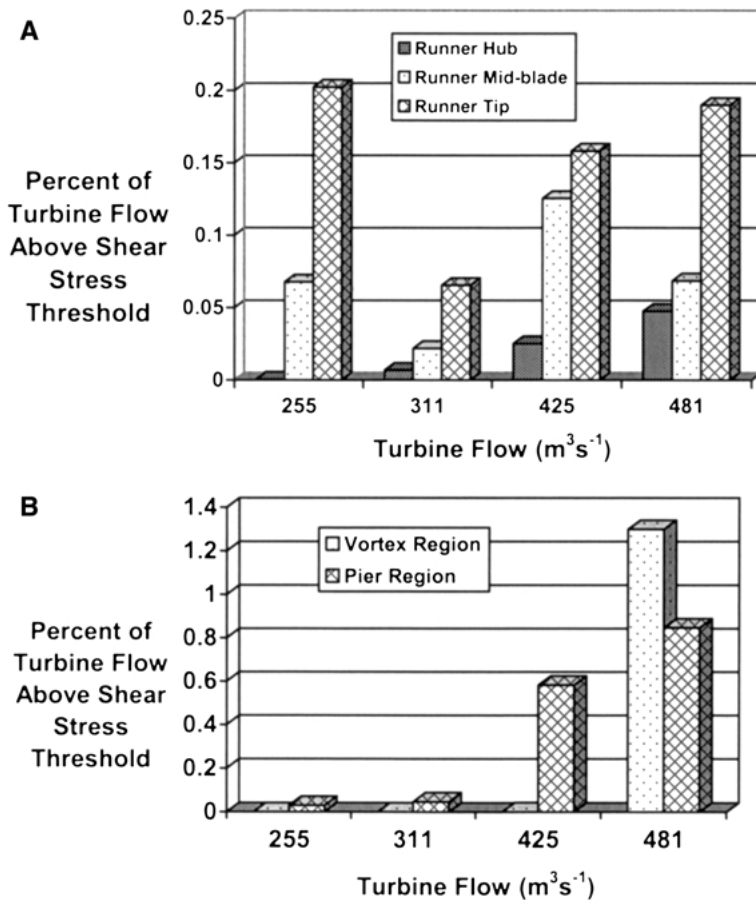 A
0.25
0.2
0.15
0.1
0.05
0
Runner Hub
Runner Mid-blade
Runner Tip
Percent of
Turbine Flow
Above Shear
Stress
Threshold
255 311 425 481
Turbine Flow (m³s⁻¹)
B
1.4
1.2
1
0.8
0.6
0.4
0.2
0
Vortex Region
Pier Region
Percent of
Turbine Flow
Above Shear
Stress
Threshold
255 311 425 481
Turbine Flow (m³s⁻¹)